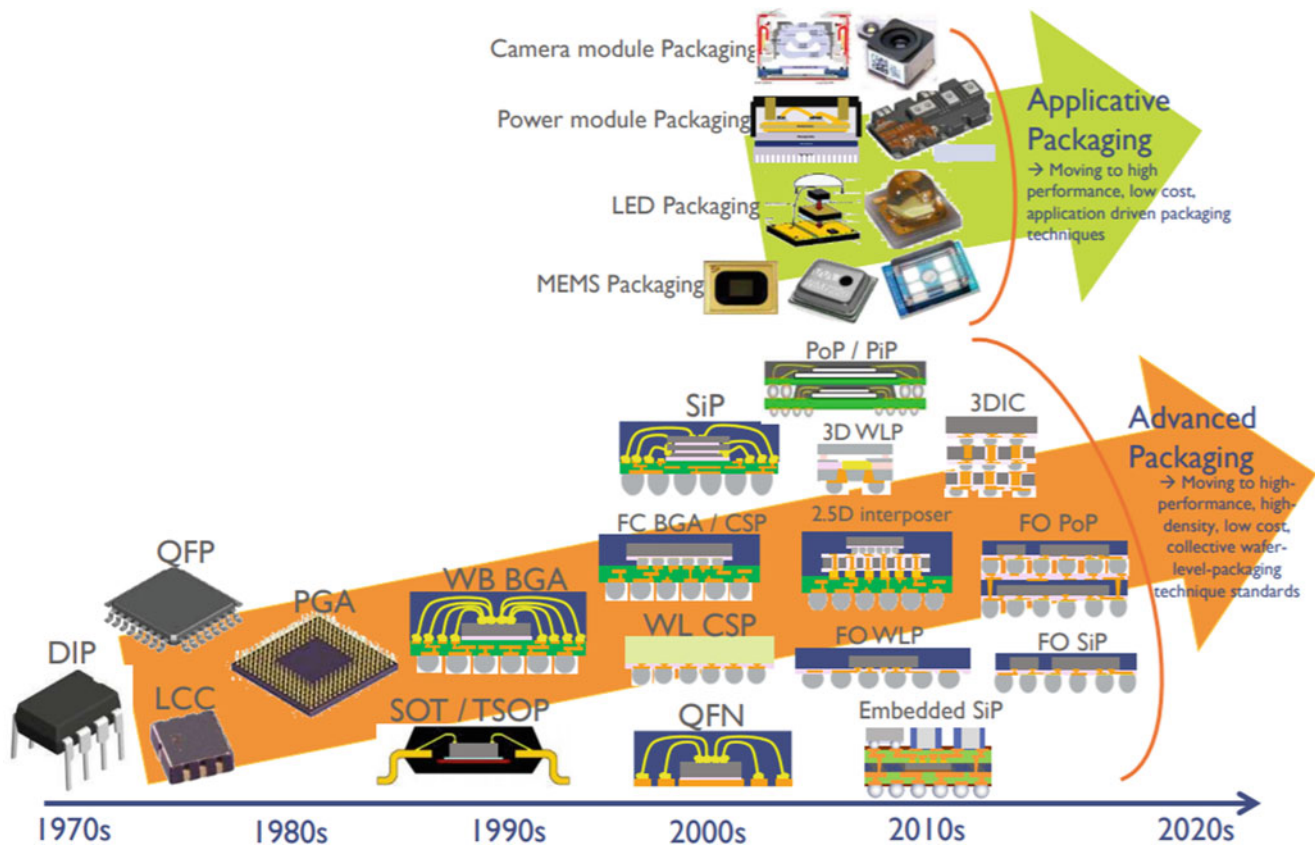 Camera module Packaging
Power module Packaging
LED Packaging
MEMS Packaging
Applicative
Packaging
→ Moving to high
performance, low cost,
application driven packaging
techniques
PoP / PiP
SiP
3D WLP
3DIC
Advanced
Packaging
→ Moving to high-
performance, high-
density, low cost,
collective wafer-
level-packaging
technique standards
FC BGA / CSP
2.5D interposer
FO PoP
QFP
PGA
WB BGA
WL CSP
FO WLP
FO SiP
DIP
LCC
SOT / TSOP
QFN
Embedded SiP
1970s
1980s
1990s
2000s
2010s
2020s